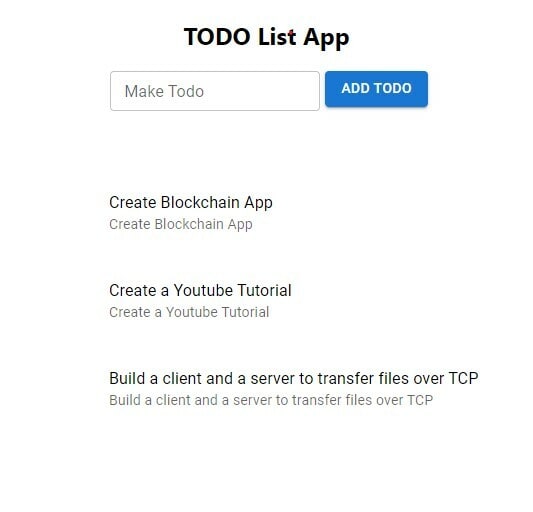 TODO List App
Make Todo
ADD TODO
Create Blockchain App
Create Blockchain App
Create a Youtube Tutorial
Create a Youtube Tutorial
Build a client and a server to transfer files over TCP
Build a client and a server to transfer files over TCP